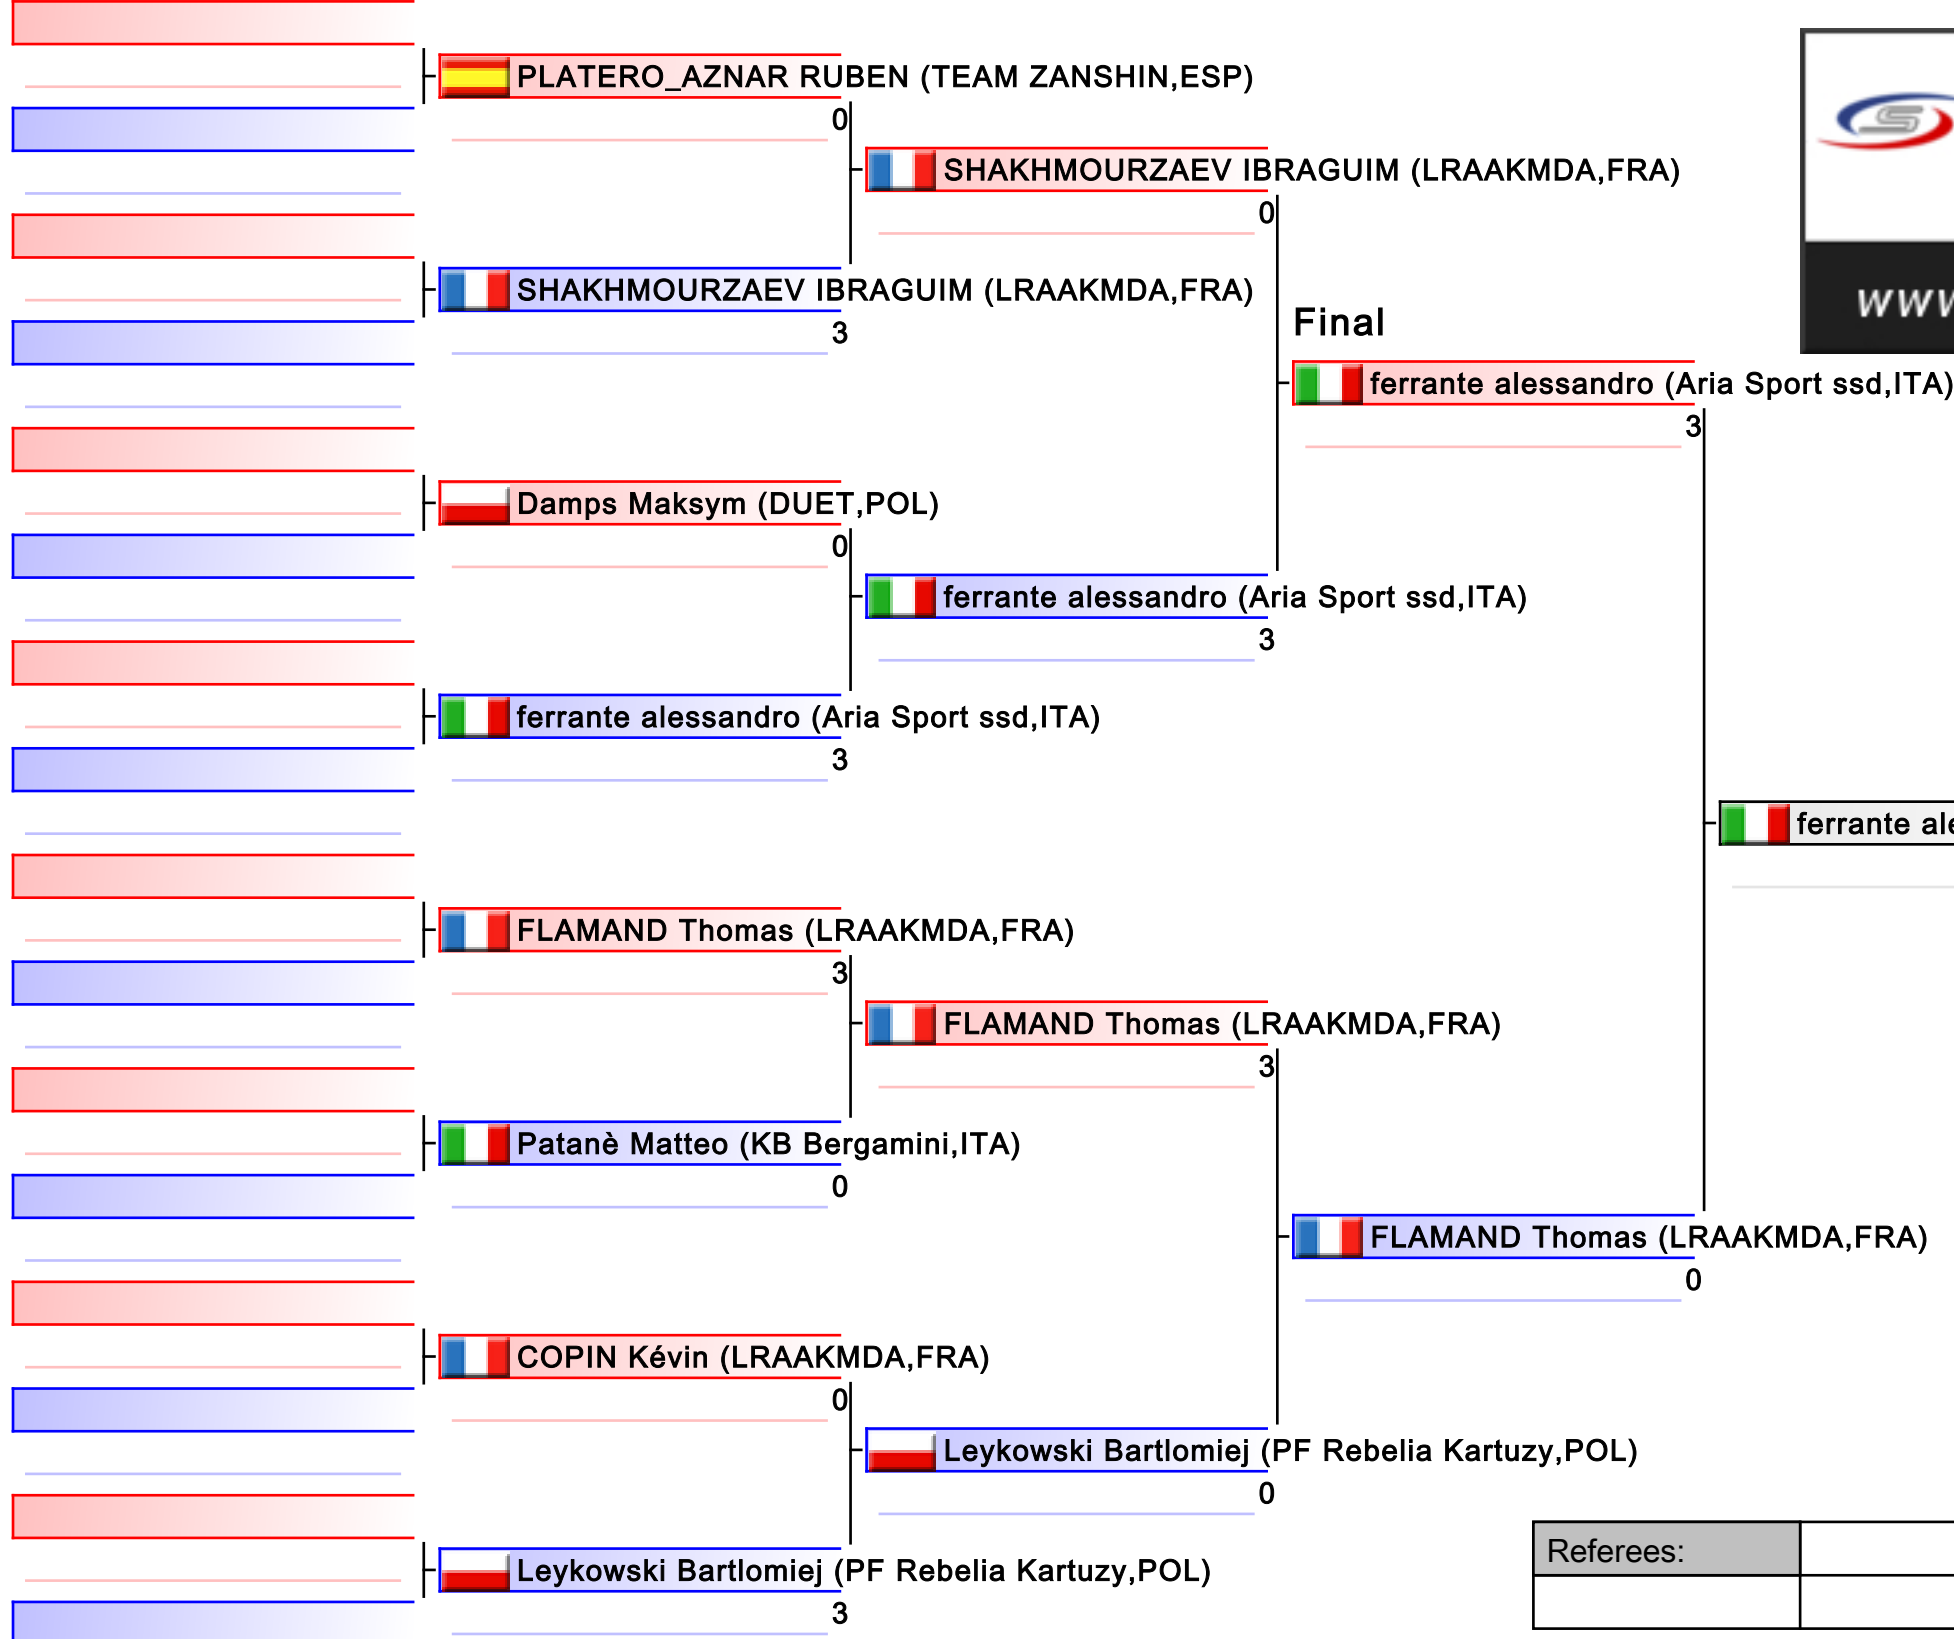 PLATERO_AZNAR RUBEN (TEAM ZANSHIN,ESP)
0
SHAKHMOURZAEV IBRAGUIM (LRAAKMDA,FRA)
0
SHAKHMOURZAEV IBRAGUIM (LRAAKMDA,FRA)
3
www
Final
ferrante alessandro (Aria Sport ssd,ITA)
3
Damps Maksym (DUET,POL)
0
ferrante alessandro (Aria Sport ssd,ITA)
3
ferrante alessandro (Aria Sport ssd,ITA)
3
ferrante ale
FLAMAND Thomas (LRAAKMDA,FRA)
3
FLAMAND Thomas (LRAAKMDA,FRA)
3
Patanè Matteo (KB Bergamini,ITA)
0
FLAMAND Thomas (LRAAKMDA,FRA)
0
COPIN Kévin (LRAAKMDA,FRA)
0
Leykowski Bartlomiej (PF Rebelia Kartuzy,POL)
0
Leykowski Bartlomiej (PF Rebelia Kartuzy,POL)
3
Referees: